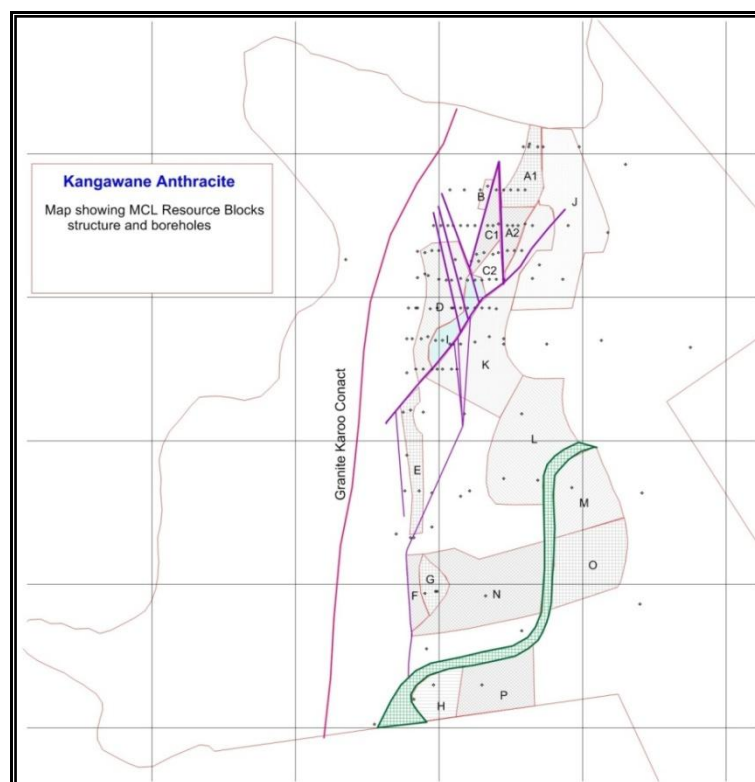 Kangawane Anthracite
Map showing MCL Resource Blocks
structure and boreholes
A1
B
J
C1
A2
C2
D
I
K
Granite Karoo Conact
L
E
M
O
G
F
N
H
P